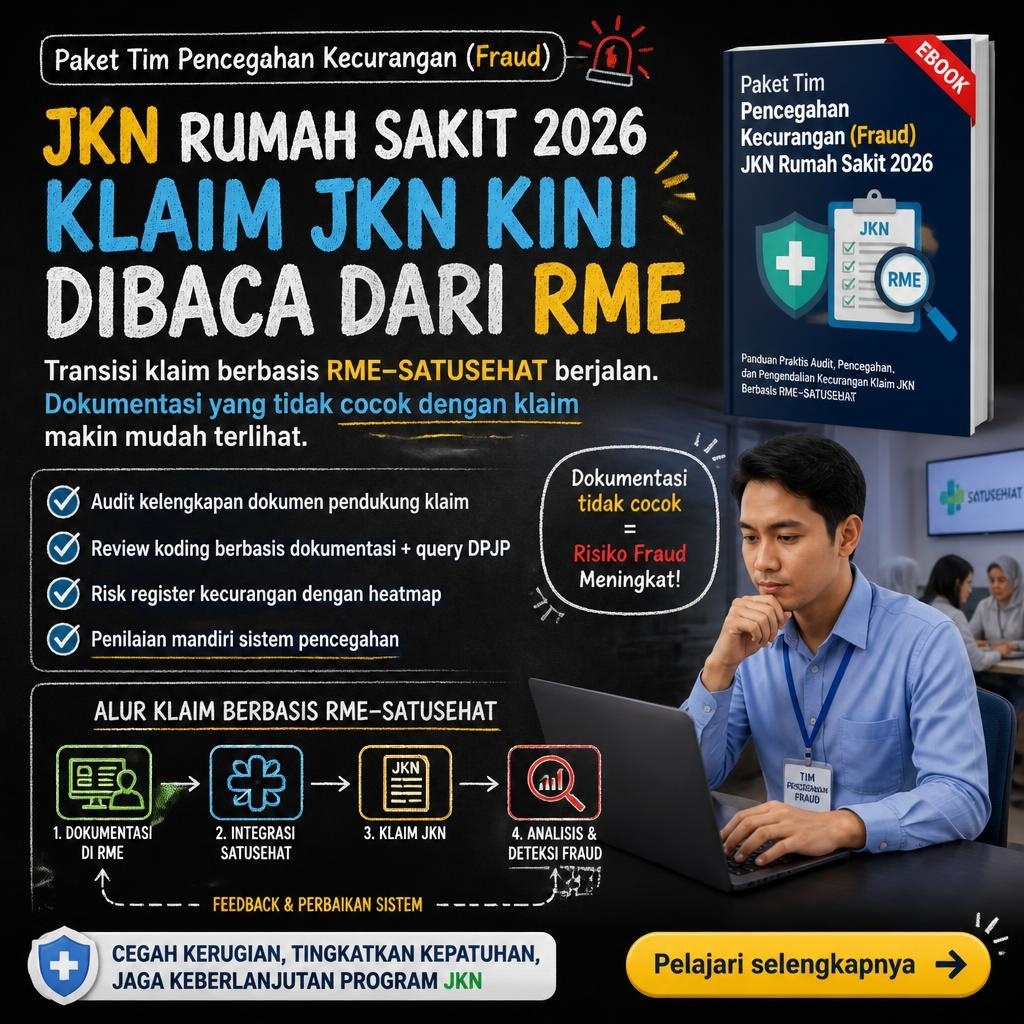 Paket Tim Pencegahan Kecurangan (Fraud)
JKN RUMAH SAKIT 2026
KLAIM JKN KINI
DIBACA DARI RME
Transisi klaim berbasis RME–SATUSEHAT berjalan.
Dokumentasi yang tidak cocok dengan klaim
makin mudah terlihat.
Audit kelengkapan dokumen pendukung klaim
Review koding berbasis dokumentasi + query DPJP
Risk register kecurangan dengan heatmap
Penilaian mandiri sistem pencegahan
EBOOK
Paket Tim
Pencegahan
Kecurangan (Fraud)
JKN Rumah Sakit 2026
JKN
RME
Panduan Praktis Audit, Pencegahan,
dan Pengendalian Kecurangan Klaim JKN
Berbasis RME–SATUSEHAT
Dokumentasi
tidak cocok
=
Risiko Fraud
Meningkat!
SATUSEHAT
TIM
FRAUD
ALUR KLAIM BERBASIS RME–SATUSEHAT
JKN
1. DOKUMENTASI
DI RME
2. INTEGRASI
SATUSEHAT
3. KLAIM JKN
4. ANALISIS &
DETEKSI FRAUD
FEEDBACK & PERBAIKAN SISTEM
CEGAH KERUGIAN, TINGKATKAN KEPATUHAN,
JAGA KEBERLANJUTAN PROGRAM JKN
Pelajari selengkapnya